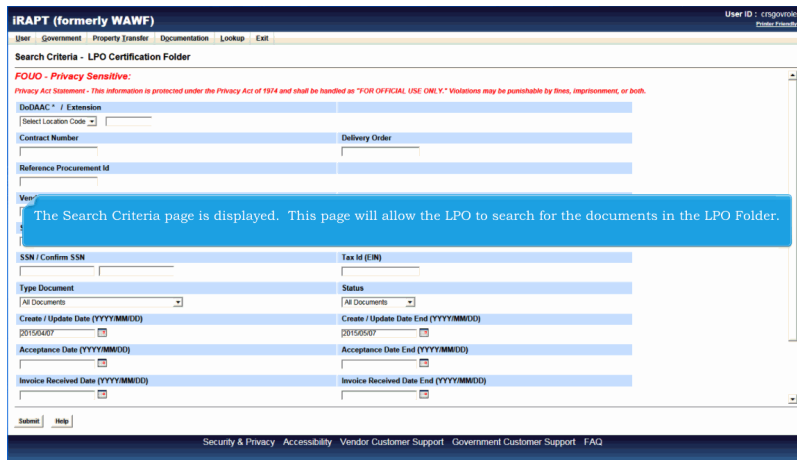 iRAPT (formerly WAWF)
User ID : crsgovrole
Printer Friendly
User Government Property Transfer Documentation Lookup Exit
Search Criteria - LPO Certification Folder
FOUO - Privacy Sensitive:
Privacy Act Statement - This information is protected under the Privacy Act of 1974 and shall be handled as "FOR OFFICIAL USE ONLY." Violations may be punishable by fines, imprisonment, or both.
DoDAAC * / Extension
Select Location Code
Contract Number Delivery Order
Reference Procurement Id
The Search Criteria page is displayed. This page will allow the LPO to search for the documents in the LPO Folder.
SSN / Confirm SSN Tax Id (EIN)
Type Document Status
All Documents All Documents
Create / Update Date (YYYY/MM/DD) Create / Update Date End (YYYY/MM/DD)
2015/04/07 2015/05/07
Acceptance Date (YYYY/MM/DD) Acceptance Date End (YYYY/MM/DD)
Invoice Received Date (YYYY/MM/DD) Invoice Received Date End (YYYY/MM/DD)
Submit Help
Security & Privacy Accessibility Vendor Customer Support Government Customer Support FAQ